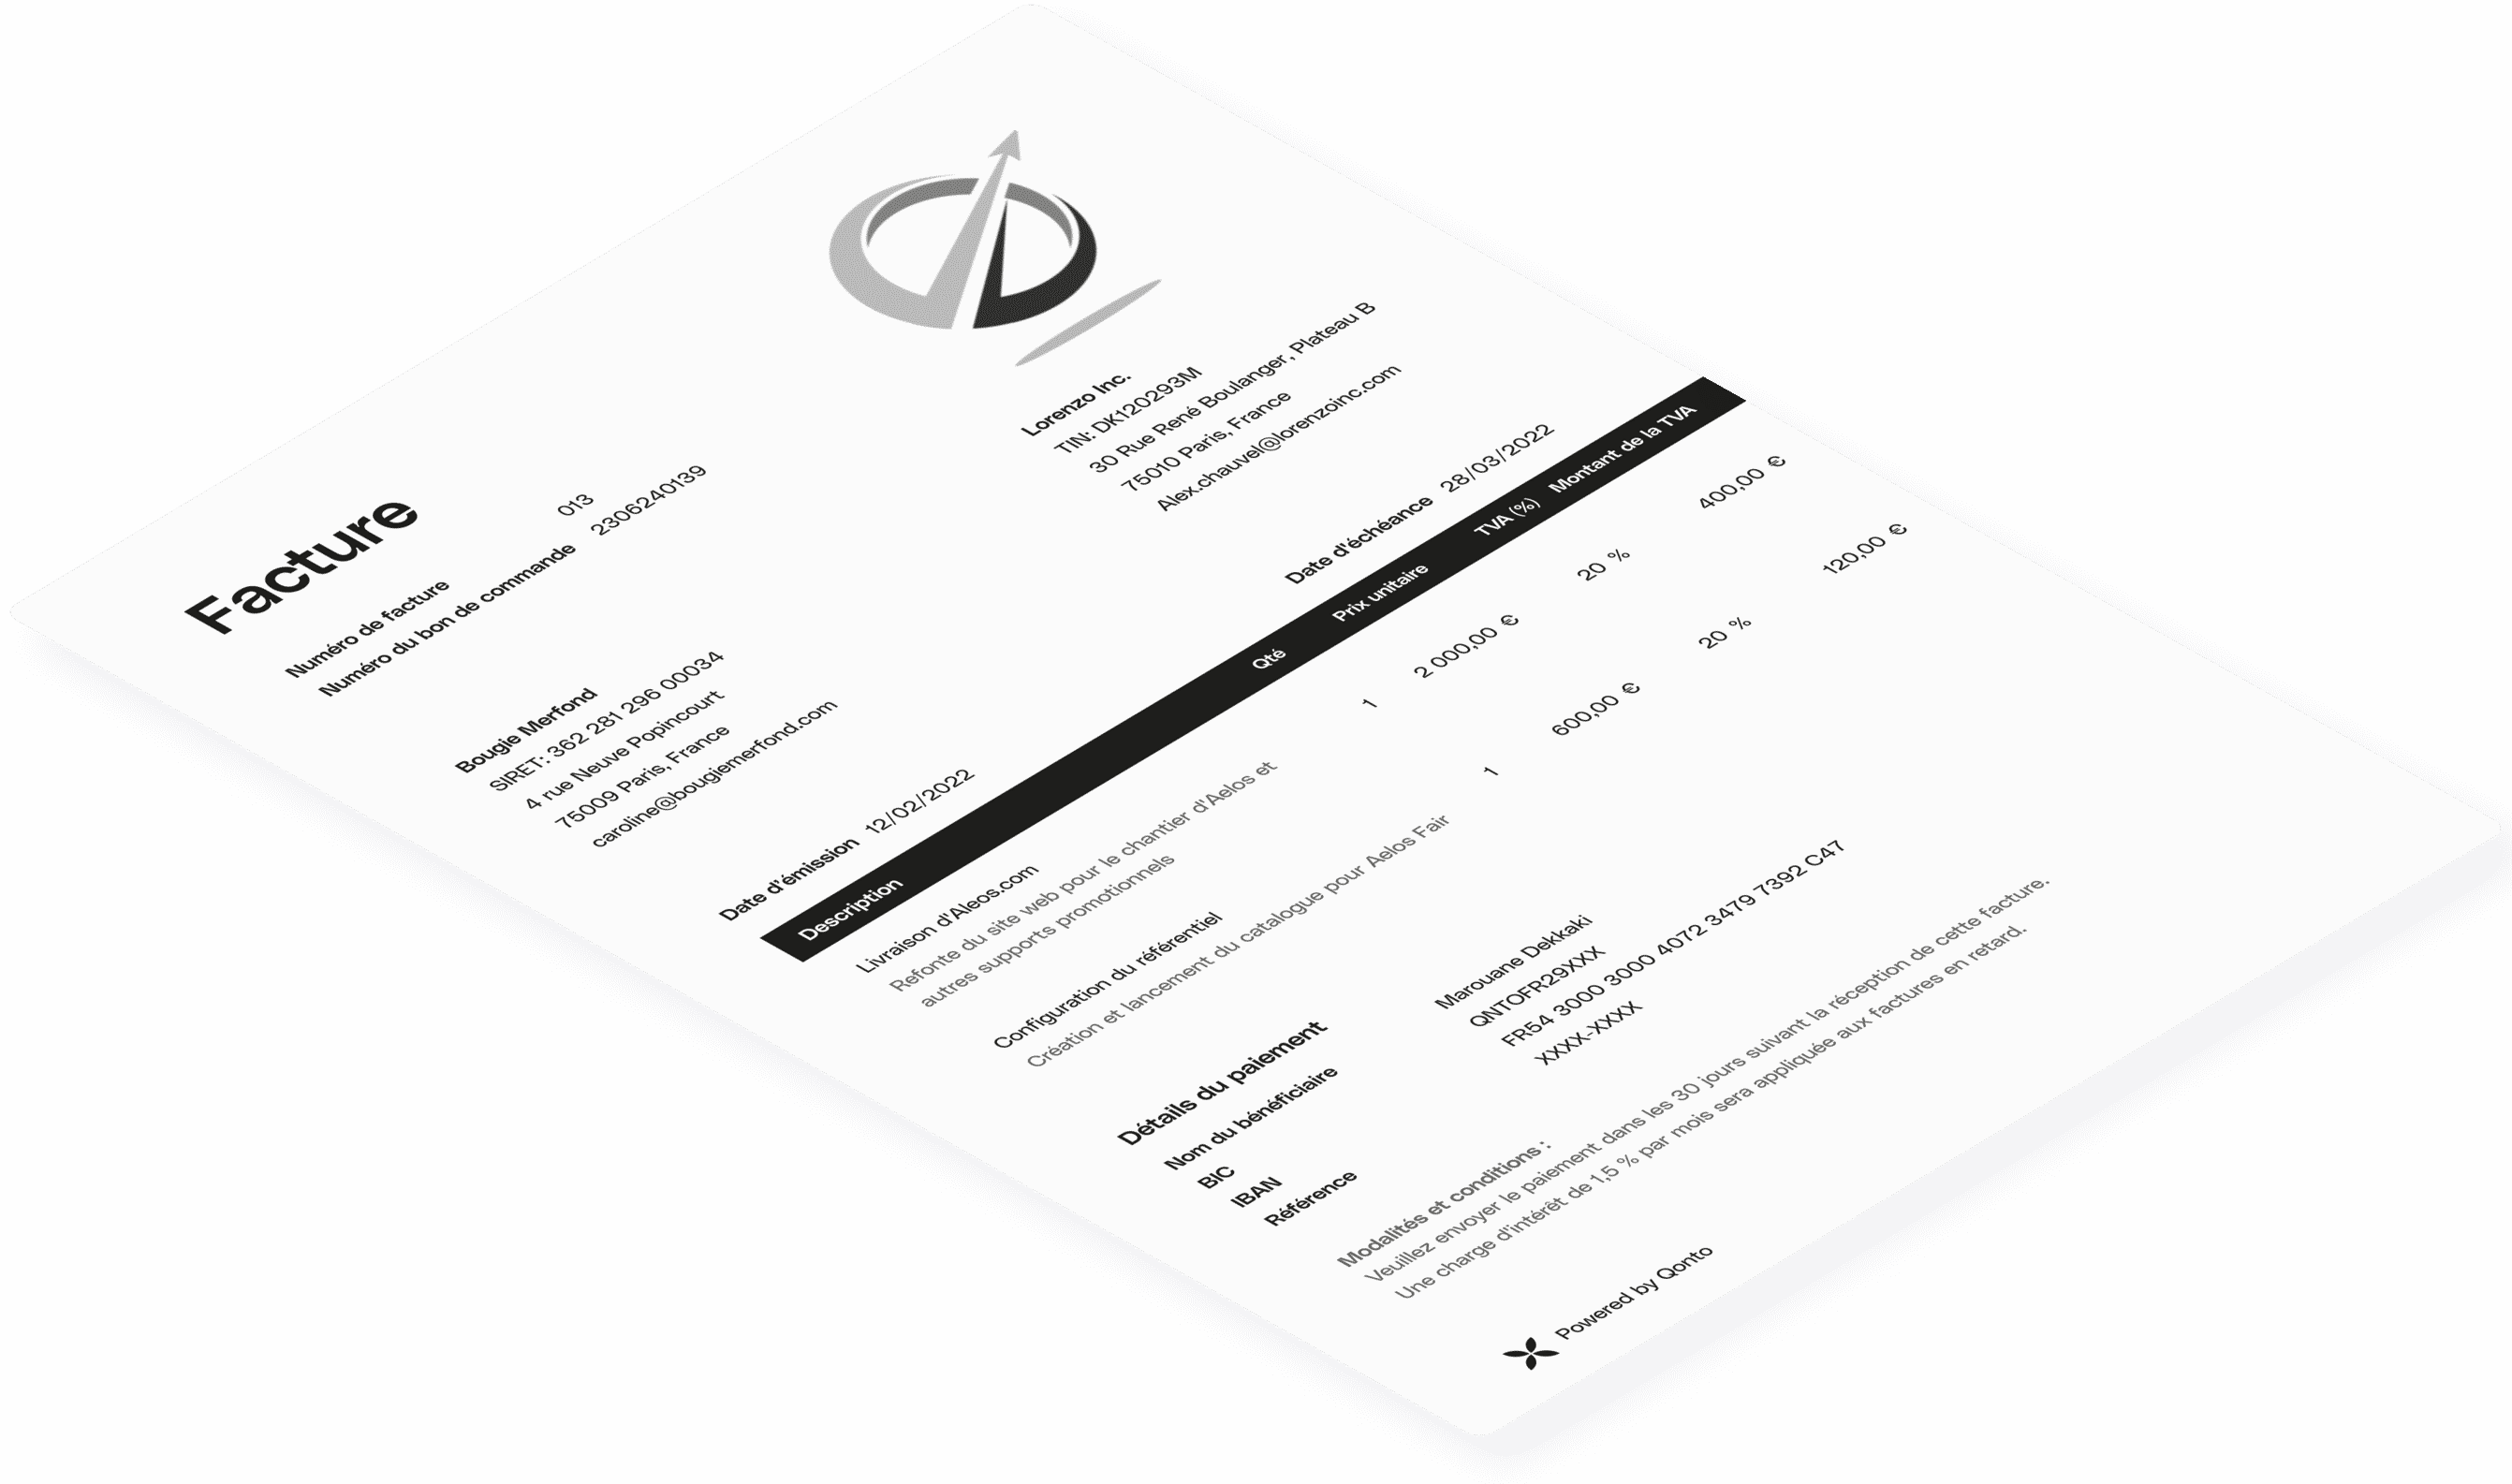 Facture
Numéro de facture 013
Numéro du bon de commande 2306240139
Bougie Merfond
SIRET: 362 281 296 00034
4 rue Neuve Popincourt
75009 Paris, France
caroline@bougiemerfond.com
Lorenzo Inc.
TIN: DK120293M
30 Rue René Boulanger, Plateau B
75010 Paris, France
Alex.chauvel@lorenzoinc.com
Date d'émission 12/02/2022
Date d'échéance 28/03/2022
Description Qté Prix unitaire TVA (%) Montant de la TVA
Livraison d'Aleos.com 1 2 000,00 € 20 % 400,00 €
Refonte du site web pour le chantier d'Aelos et
autres supports promotionnels
Configuration du référentiel 1 600,00 € 20 % 120,00 €
Création et lancement du catalogue pour Aelos Fair
Détails du paiement
Nom du bénéficiaire Marouane Dekkaki
BIC QNTOFR29XXX
IBAN FR54 3000 3000 4072 3479 7392 C47
Référence XXXX-XXXX
Modalités et conditions :
Veuillez envoyer le paiement dans les 30 jours suivant la réception de cette facture.
Une charge d'intérêt de 1,5 % par mois sera appliquée aux factures en retard.
Powered by Qonto